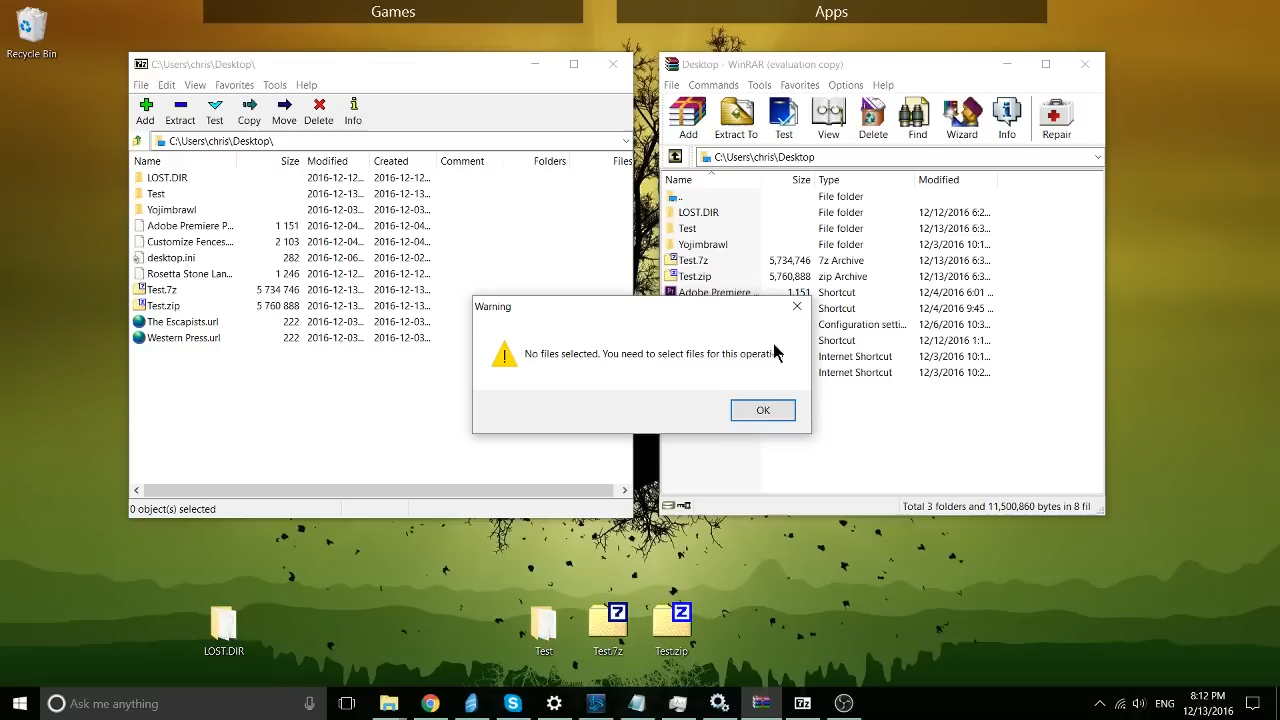 Games
Apps
Recycle Bin
C:\Users\chris\Desktop\
File Edit View Favorites Tools Help
Add Extract Test Copy Move Delete Info
C:\Users\chris\Desktop\
Name Size Modified Created Comment Folders Files
LOST.DIR 2016-12-12... 2016-12-12...
Test 2016-12-13... 2016-12-13...
Yojimbrawl 2016-12-03... 2016-12-03...
Adobe Premiere P... 1 151 2016-12-04... 2016-12-04...
Customize Fences.... 2 103 2016-12-04... 2016-12-04...
desktop.ini 282 2016-12-06... 2016-12-02...
Rosetta Stone Lan... 1 246 2016-12-12... 2016-12-12...
Test.7z 5 734 746 2016-12-13... 2016-12-13...
Test.zip 5 760 888 2016-12-13... 2016-12-13...
The Escapists.url 222 2016-12-03... 2016-12-03...
Western Press.url 222 2016-12-03... 2016-12-03...
0 object(s) selected
Desktop - WinRAR (evaluation copy)
File Commands Tools Favorites Options Help
Add Extract To Test View Delete Find Wizard Info Repair
C:\Users\chris\Desktop
Name Size Type Modified
.. File folder
LOST.DIR File folder 12/12/2016 6:2...
Test File folder 12/13/2016 6:3...
Yojimbrawl File folder 12/3/2016 10:1...
Test.7z 5,734,746 7z Archive 12/13/2016 6:3...
Test.zip 5,760,888 zip Archive 12/13/2016 6:3...
Adobe Premiere ... 1,151 Shortcut 12/4/2016 6:01 ...
Shortcut 12/4/2016 9:45 ...
Configuration setti... 12/6/2016 10:3...
Shortcut 12/12/2016 6:1...
Internet Shortcut 12/3/2016 10:1...
Internet Shortcut 12/3/2016 10:2...
Total 3 folders and 11,500,860 bytes in 8 fil
Warning
No files selected. You need to select files for this operati
OK
LOST.DIR
Test
Test.7z
Test.zip
Ask me anything
ENG
8:12 PM
12/13/2016